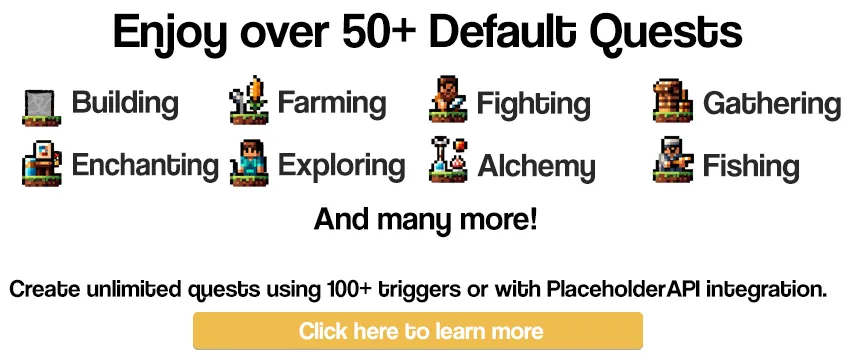 Enjoy over 50+ Default Quests
Building Farming Fighting Gathering
Enchanting Exploring Alchemy Fishing
And many more!
Create unlimited quests using 100+ triggers or with PlaceholderAPI integration.
Click here to learn more